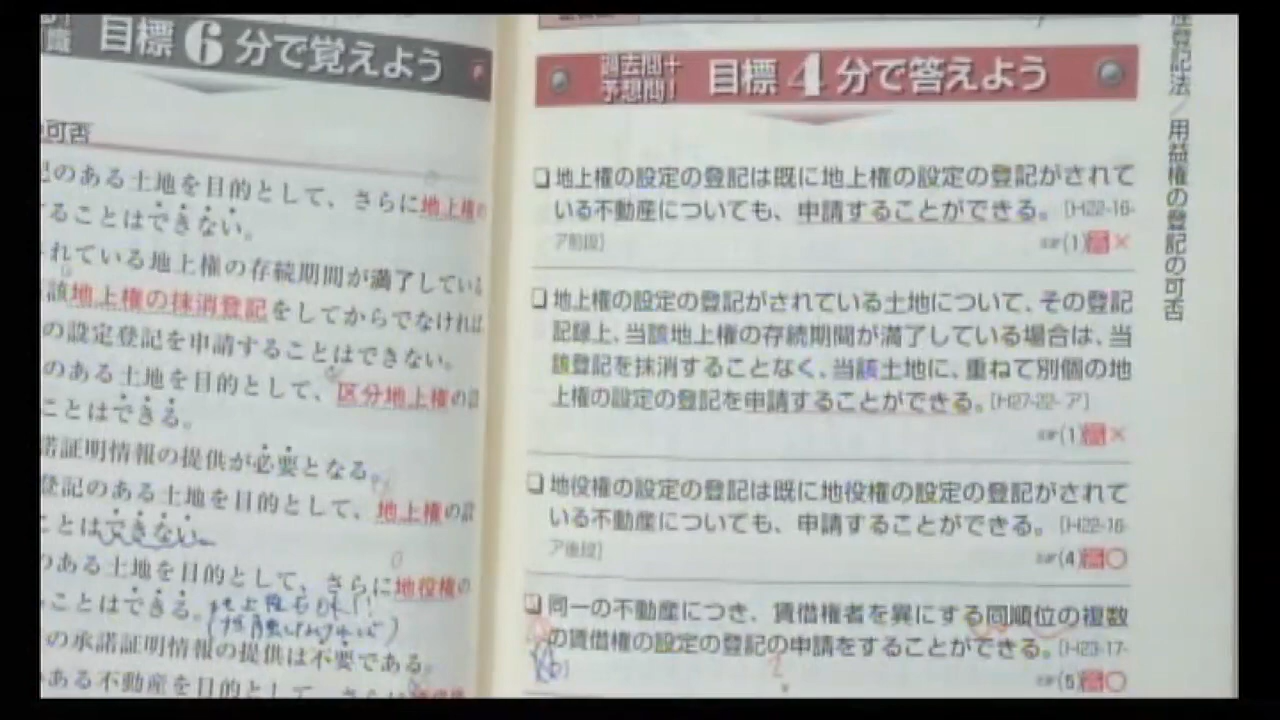 目標6分で覚えよう
可否
のある土地を目的として、さらに地上権の
ることはできない。
れている地上権の存続期間が満了している
該地上権の抹消登記をしてからでなければ
の設定登記を申請することはできない。
のある土地を目的として、区分地上権の設
ことはできる。
諾証明情報の提供が必要となる。
登記のある土地を目的として、地上権の設
ことはできない。
のある土地を目的として、さらに地役権の
ことはできる。
の承諾証明情報の提供は不要である。
ある不動産を目的として、さらに
過去問+
予想問!
目標4分で答えよう
□地上権の設定の登記は既に地上権の設定の登記がされて
いる不動産についても、申請することができる。[H22-16-
ア前段]
(1) ×
□地上権の設定の登記がされている土地について、その登記
記録上、当該地上権の存続期間が満了している場合は、当
該登記を抹消することなく、当該土地に、重ねて別個の地
上権の設定の登記を申請することができる。[H27-22-ア]
(1) ×
□地役権の設定の登記は既に地役権の設定の登記がされて
いる不動産についても、申請することができる。[H22-16-
ア後段]
(4) ○
□同一の不動産につき、賃借権者を異にする同順位の複数
の賃借権の設定の登記の申請をすることができる。[H23-17-
(5) ○
登記法/用益権の登記の可否